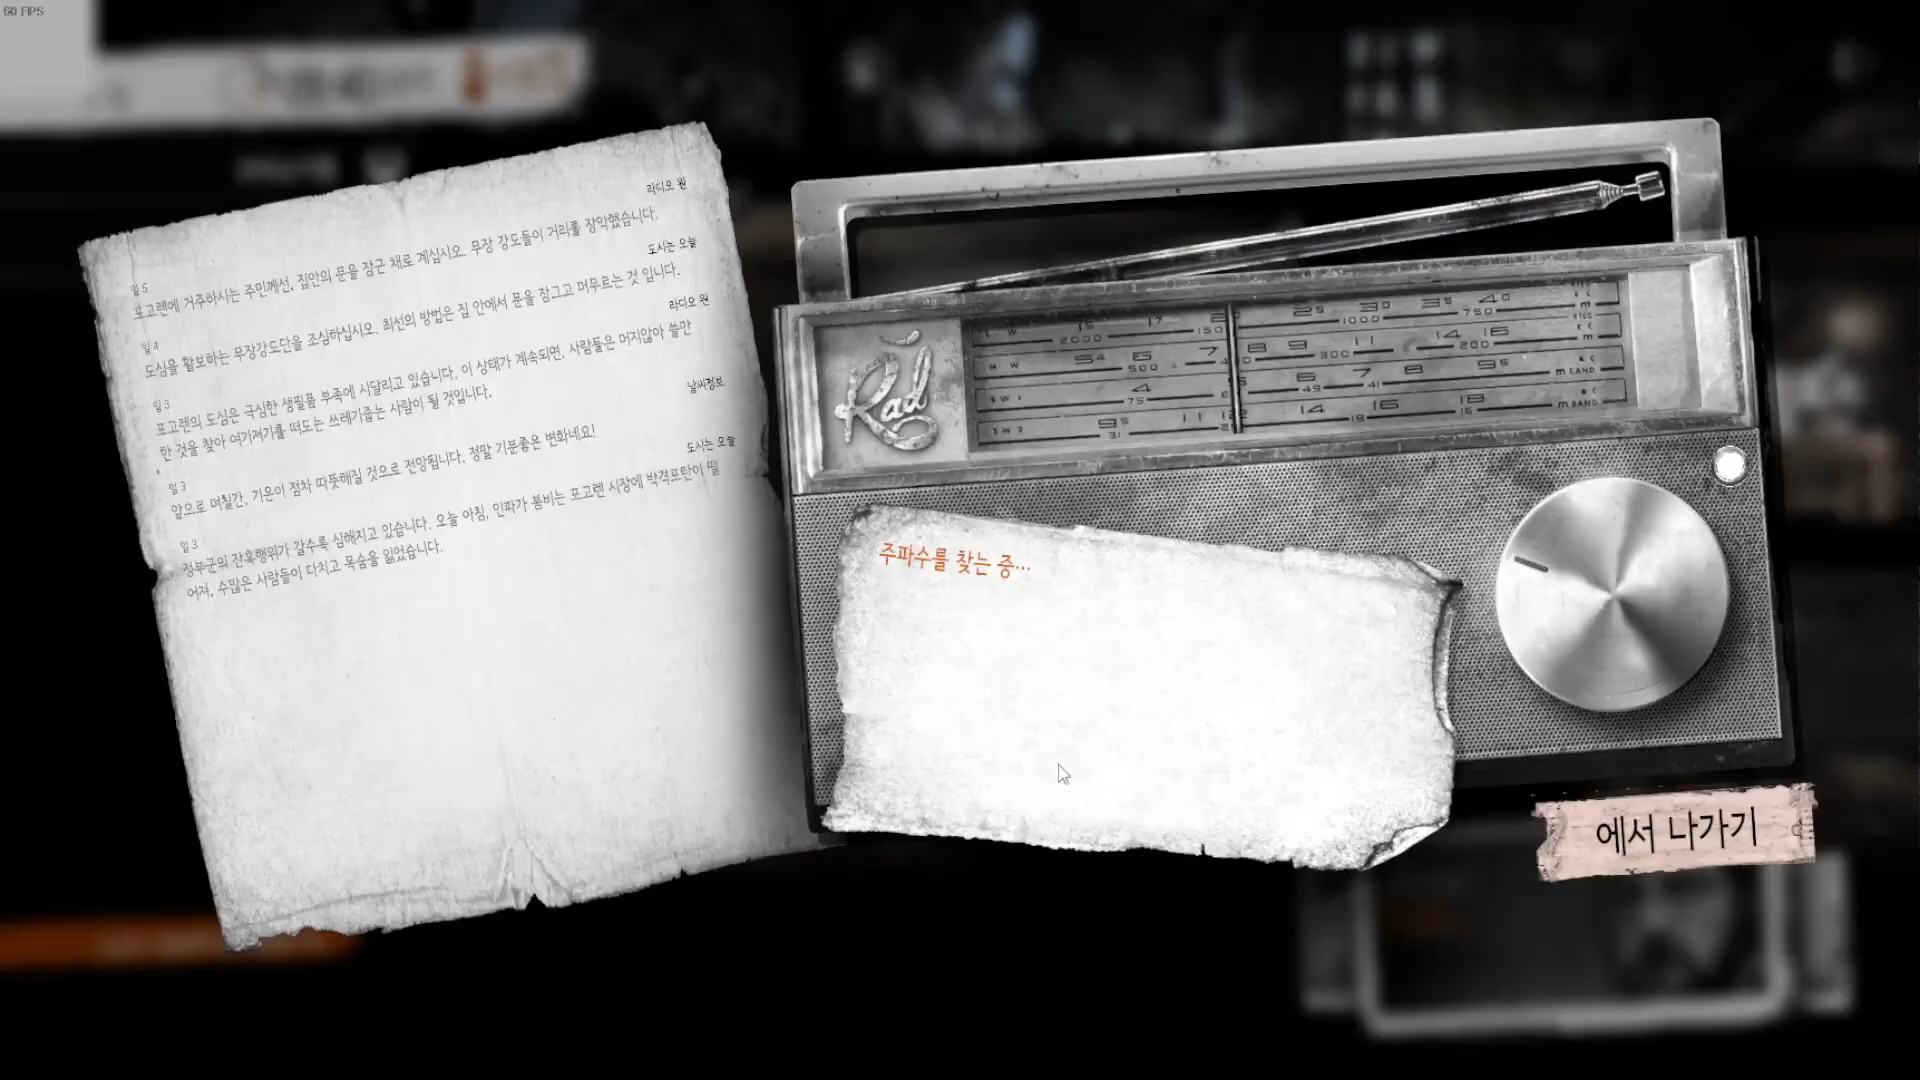 60 FPS
라디오 원
일 5
포고렌에 거주하시는 주민께선, 집안의 문을 잠근 채로 계십시오. 무장 강도들이 거리를 장악했습니다.
도시는 오늘
일 4
도심을 활보하는 무장강도단을 조심하십시오. 최선의 방법은 집 안에서 문을 잠그고 머무르는 것 입니다.
라디오 원
일 3
포고렌의 도심은 극심한 생필품 부족에 시달리고 있습니다. 이 상태가 계속되면, 사람들은 머지않아 쓸만
한 것을 찾아 여기저기를 떠도는 쓰레기줍는 사람이 될 것입니다.
날씨정보
일 3
앞으로 며칠간, 기온이 점차 따뜻해질 것으로 전망됩니다. 정말 기분좋은 변화네요!
도시는 오늘
일 3
정부군의 잔혹행위가 갈수록 심해지고 있습니다. 오늘 아침, 인파가 붐비는 포고렌 시장에 박격포탄이 떨
어져, 수많은 사람들이 다치고 목숨을 잃었습니다.
Rad
주파수를 찾는 중...
에서 나가기